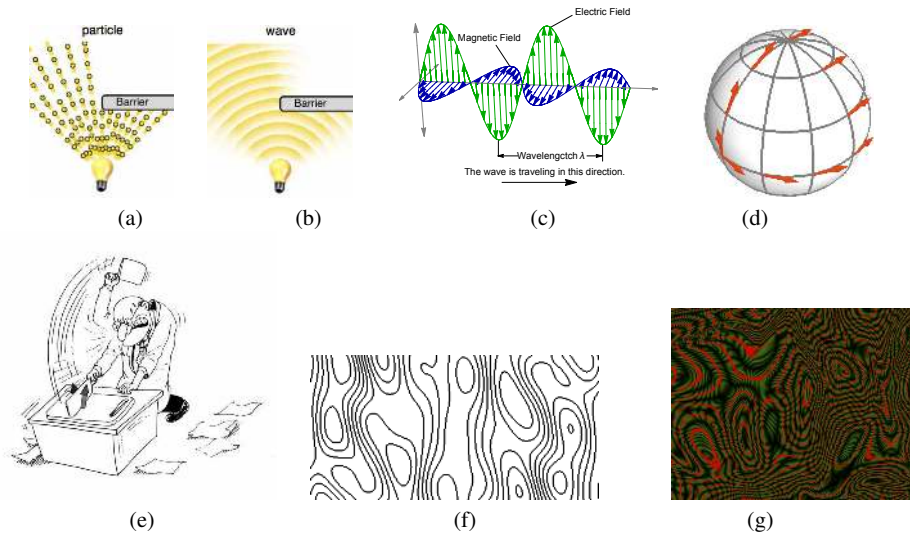 particle
Barrier
(a)
wave
Barrier
(b)
Electric Field
Magnetic Field
Wavelengctch λ
The wave is traveling in this direction.
(c)
(d)
(e)
(f)
(g)